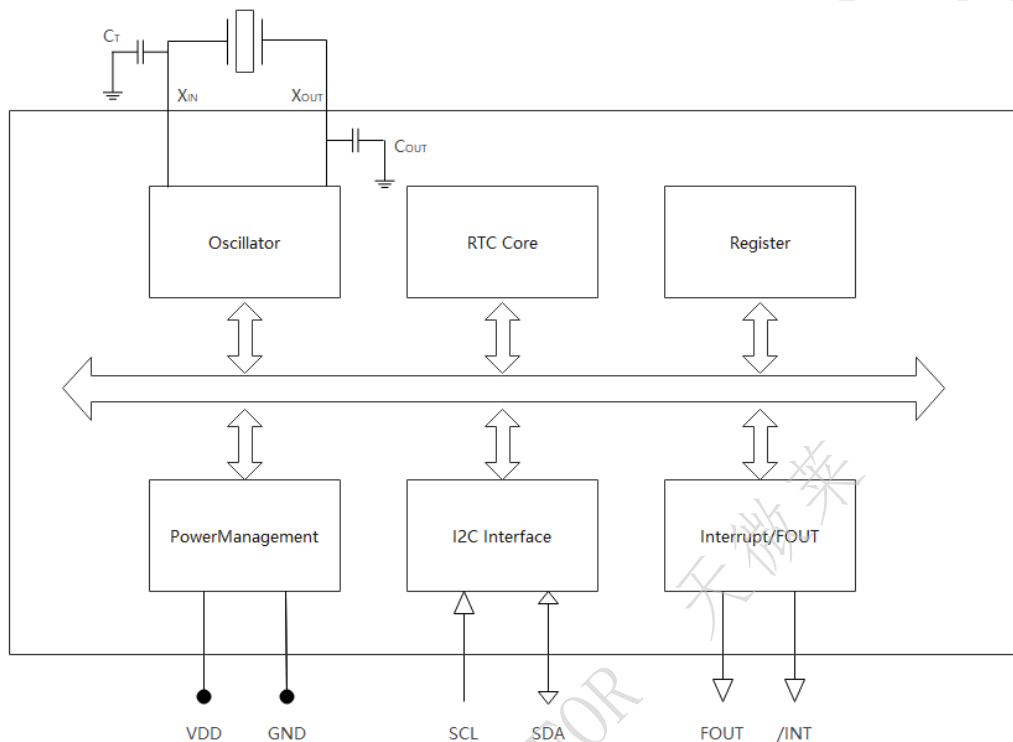 CT
XIN
XOUT
COUT
Oscillator
RTC Core
Register
PowerManagement
I2C Interface
Interrupt/FOUT
天微莱
TOR
VDD
GND
SCL
SDA
FOUT
/INT